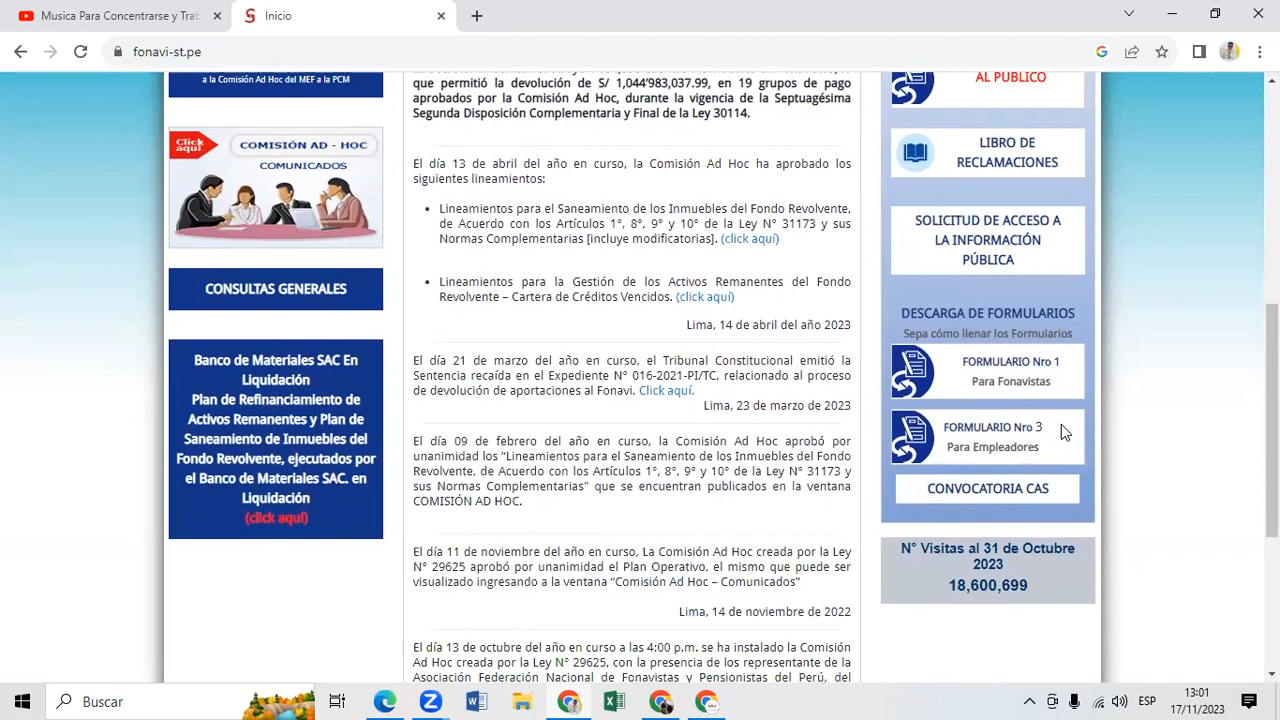 Musica Para Concentrarse y Tral
Inicio
fonavi-st.pe
a la Comisión Ad Hoc del MEF a la PCM
Click aquí
COMISIÓN AD - HOC
COMUNICADOS
CONSULTAS GENERALES
Banco de Materiales SAC En
Liquidación
Plan de Refinanciamiento de
Activos Remanentes y Plan de
Saneamiento de Inmuebles del
Fondo Revolvente, ejecutados por
el Banco de Materiales SAC. en
Liquidación
(click aquí)
que permitió la devolución de S/ 1,044'983,037.99, en 19 grupos de pago
aprobados por la Comisión Ad Hoc, durante la vigencia de la Septuagésima
Segunda Disposición Complementaria y Final de la Ley 30114.
El día 13 de abril del año en curso, la Comisión Ad Hoc ha aprobado los
siguientes lineamientos:
• Lineamientos para el Saneamiento de los Inmuebles del Fondo Revolvente,
de Acuerdo con los Artículos 1°, 8°, 9° y 10° de la Ley N° 31173 y sus
Normas Complementarias [incluye modificatorias]. (click aquí)
• Lineamientos para la Gestión de los Activos Remanentes del Fondo
Revolvente – Cartera de Créditos Vencidos. (click aquí)
Lima, 14 de abril del año 2023
El día 21 de marzo del año en curso, el Tribunal Constitucional emitió la
Sentencia recaída en el Expediente N° 016-2021-PI/TC, relacionado al proceso
de devolución de aportaciones al Fonavi. Click aquí.
Lima, 23 de marzo de 2023
El día 09 de febrero del año en curso, la Comisión Ad Hoc aprobó por
unanimidad los "Lineamientos para el Saneamiento de los Inmuebles del Fondo
Revolvente, de Acuerdo con los Artículos 1°, 8°, 9° y 10° de la Ley N° 31173 y
sus Normas Complementarias" que se encuentran publicados en la ventana
COMISIÓN AD HOC.
El día 11 de noviembre del año en curso, La Comisión Ad Hoc creada por la Ley
N° 29625 aprobó por unanimidad el Plan Operativo, el mismo que puede ser
visualizado ingresando a la ventana "Comisión Ad Hoc – Comunicados"
Lima, 14 de noviembre de 2022
El día 13 de octubre del año en curso a las 4:00 p.m. se ha instalado la Comisión
Ad Hoc creada por la Ley N° 29625, con la presencia de los representante de la
Asociación Federación Nacional de Fonavistas y Pensionistas del Perú, del
AL PUBLICO
LIBRO DE
RECLAMACIONES
SOLICITUD DE ACCESO A
LA INFORMACIÓN
PÚBLICA
DESCARGA DE FORMULARIOS
Sepa cómo llenar los Formularios
FORMULARIO Nro 1
Para Fonavistas
FORMULARIO Nro 3
Para Empleadores
CONVOCATORIA CAS
N° Visitas al 31 de Octubre
2023
18,600,699
Buscar
ESP
13:01
17/11/2023